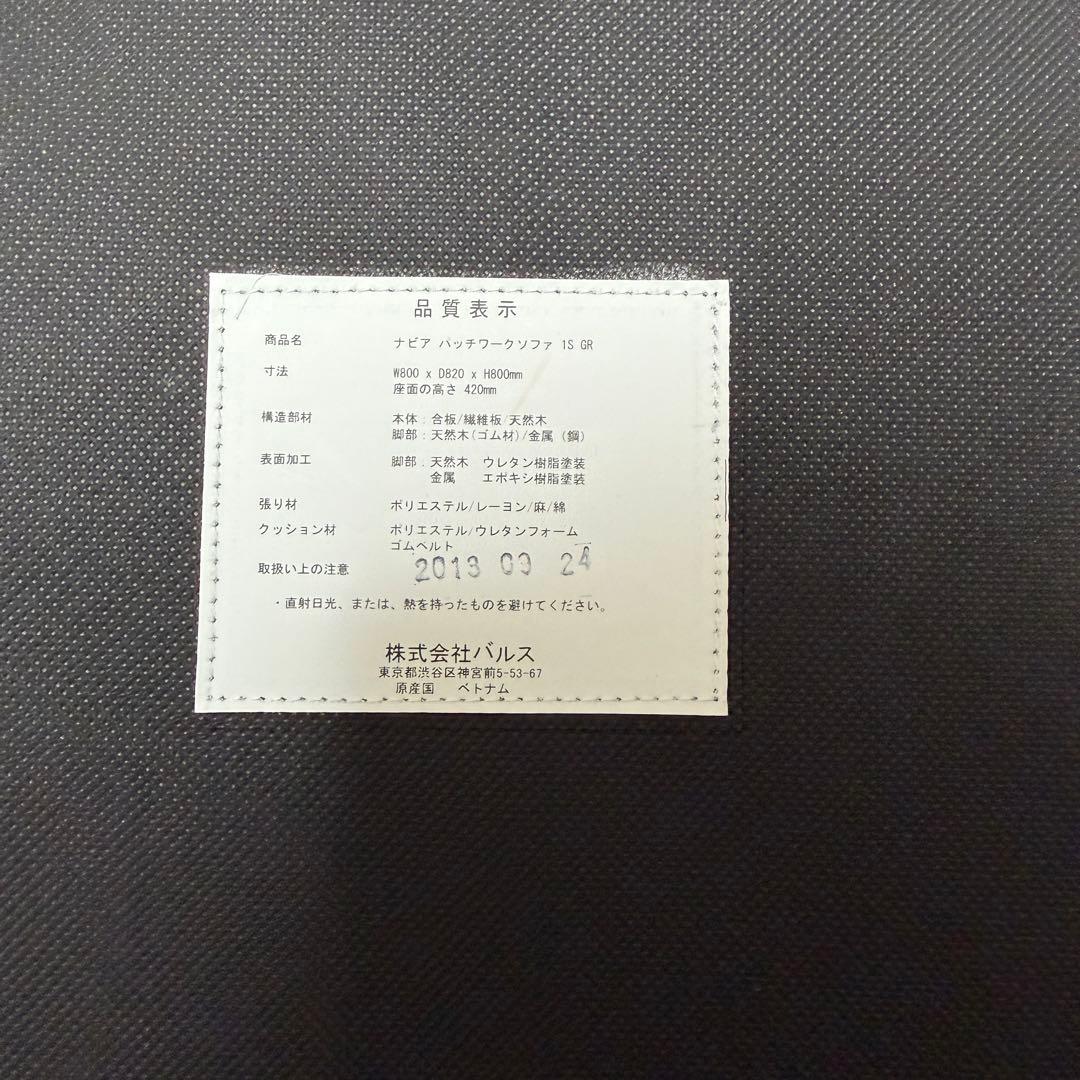 品質表示
商品名 ナビア パッチワークソファ 1S GR
寸法 W800 x D820 x H800mm
座面の高さ 420mm
構造部材 本体：合板/繊維板/天然木
脚部：天然木(ゴム材)/金属（鋼）
表面加工 脚部：天然木 ウレタン樹脂塗装
金属 エポキシ樹脂塗装
張り材 ポリエステル/レーヨン/麻/綿
クッション材 ポリエステル/ウレタンフォーム
ゴムベルト
取扱い上の注意 2013 09 24
・直射日光、または、熱を持ったものを避けてください。
株式会社バルス
東京都渋谷区神宮前5-53-67
原産国 ベトナム